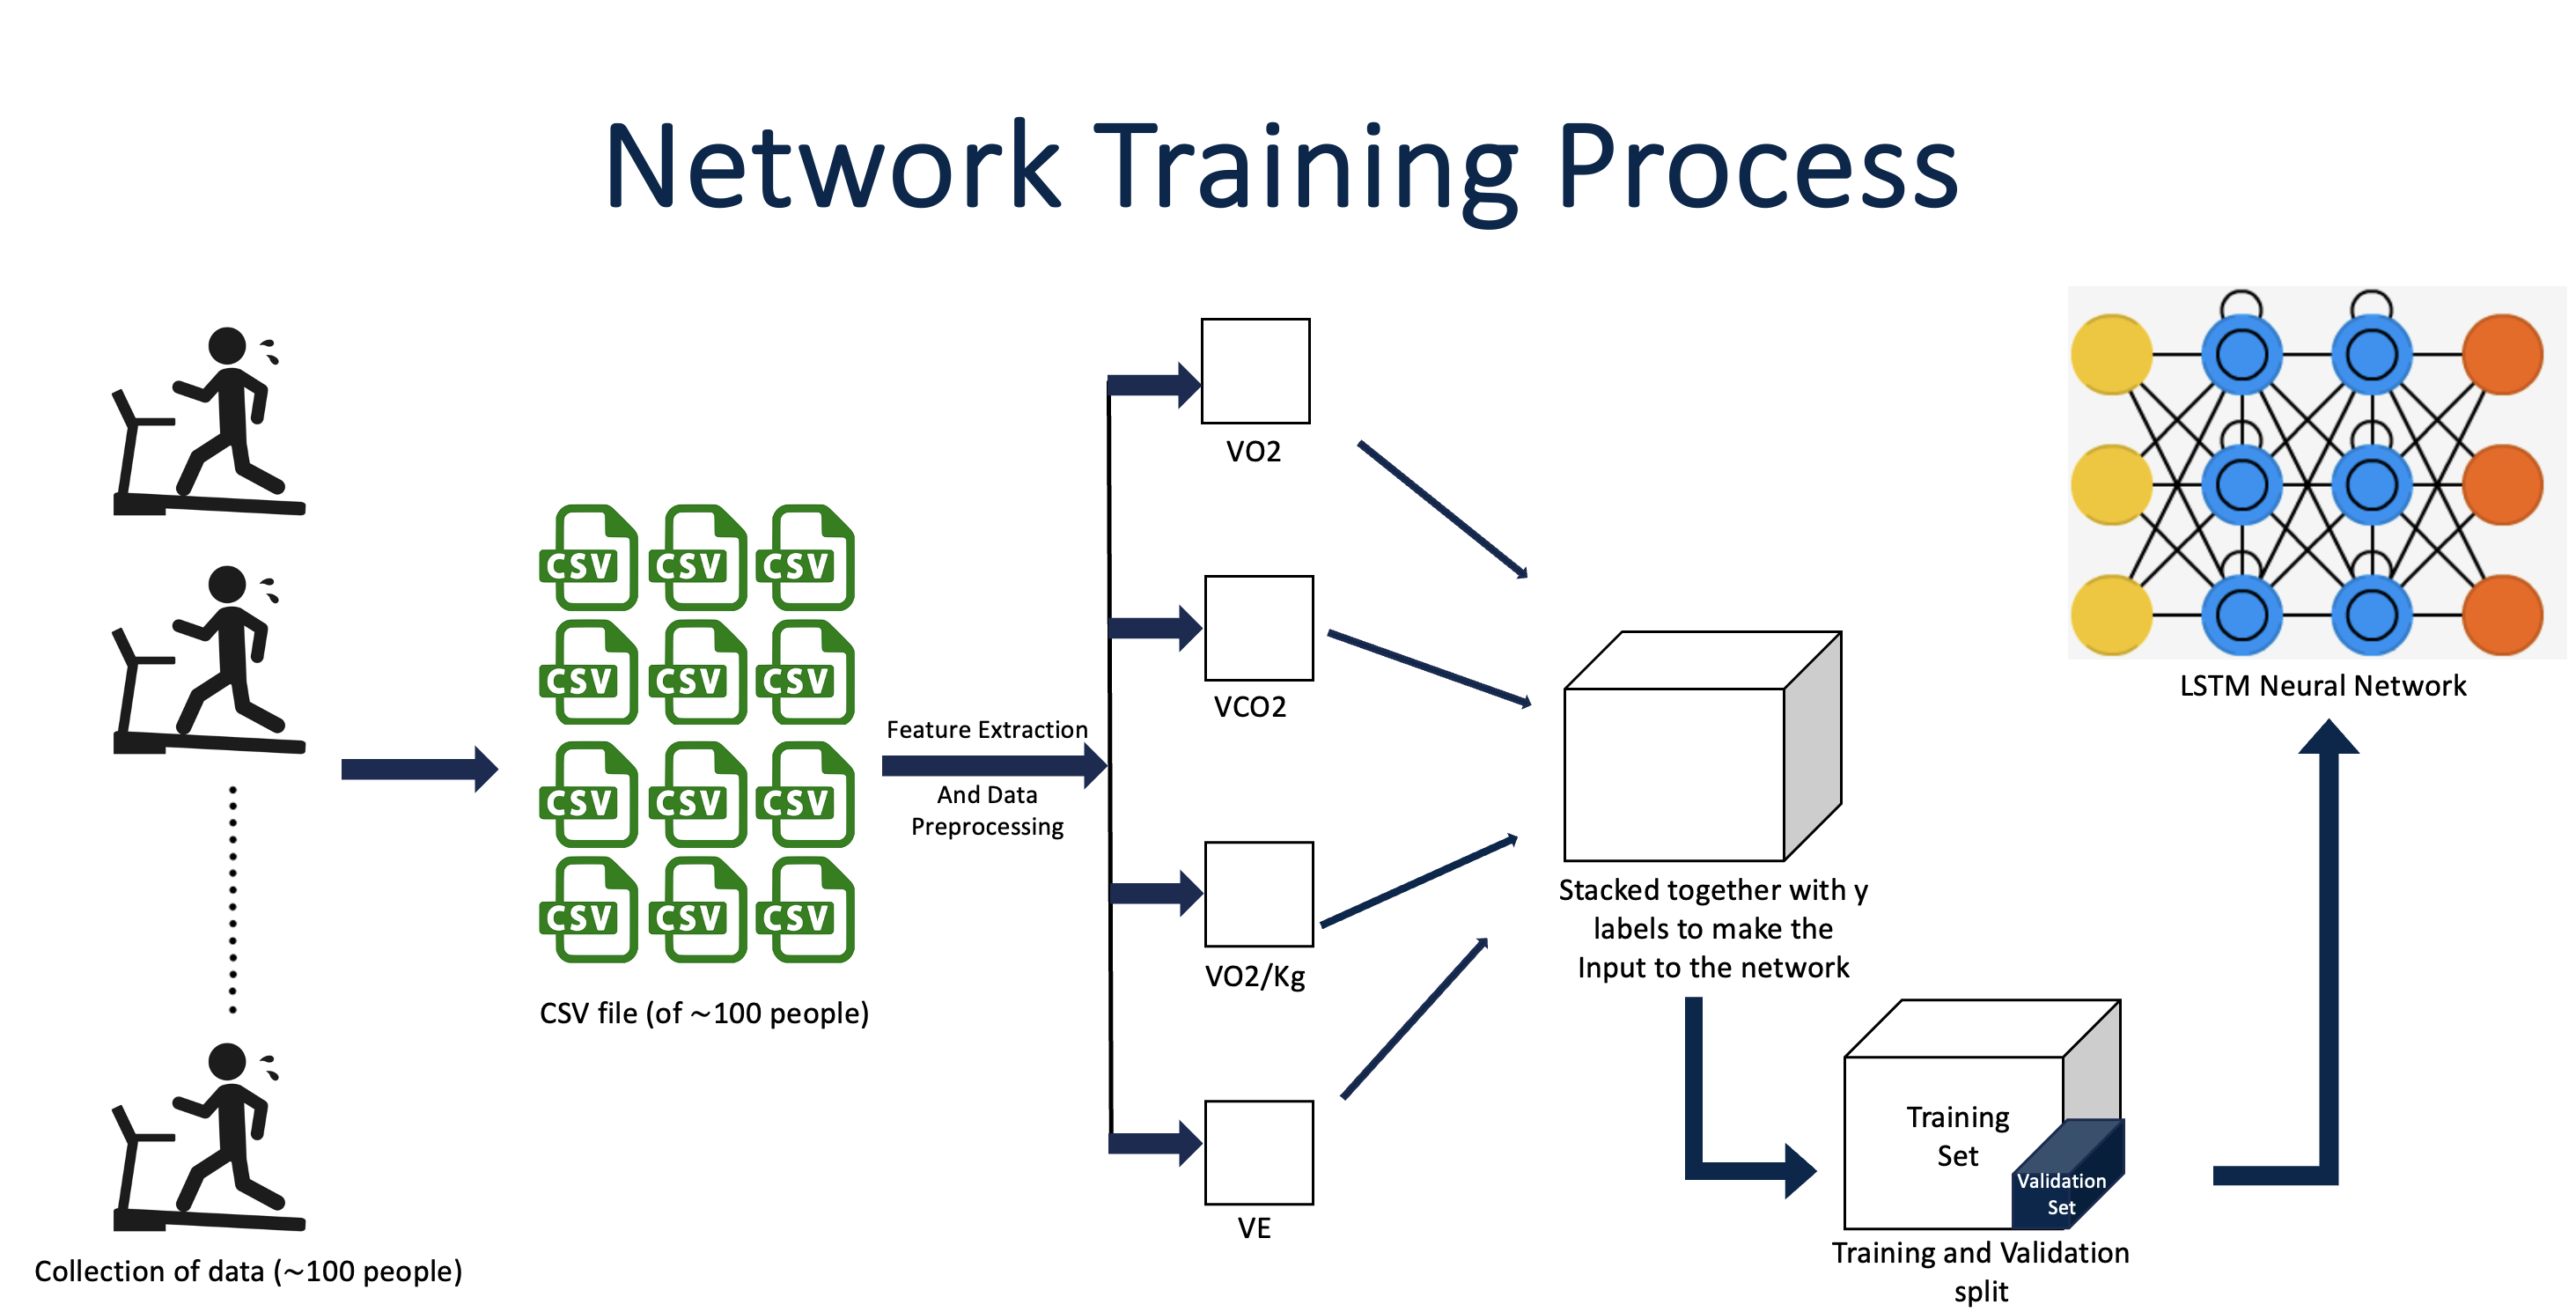 Network Training Process
Collection of data (~100 people)
CSV CSV CSV
CSV CSV CSV
CSV CSV CSV
CSV CSV CSV
CSV file (of ~100 people)
Feature Extraction
And Data
Preprocessing
VO2
VCO2
VO2/Kg
VE
Stacked together with y
labels to make the
Input to the network
Training
Set
Validation
Set
Training and Validation
split
LSTM Neural Network